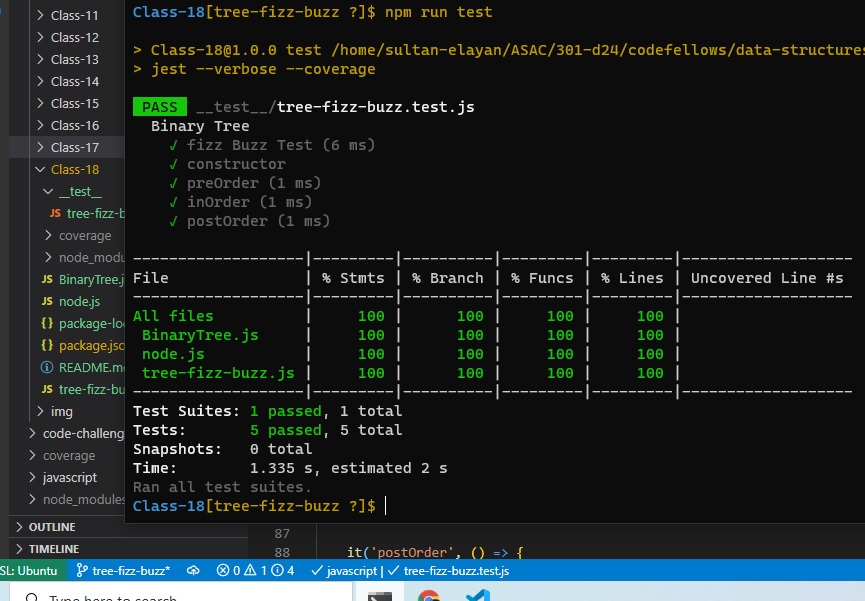 Class-11
Class-12
Class-13
Class-14
Class-15
Class-16
Class-17
Class-18
__test__
JS tree-fizz-b
coverage
node_modu
JS BinaryTree.j
JS node.js
{} package-lo
{} package.jsc
README.m
JS tree-fizz-bu
img
code-challeng
coverage
javascript
node_modules
OUTLINE
TIMELINE
Class-18[tree-fizz-buzz ?]$ npm run test
> Class-18@1.0.0 test /home/sultan-elayan/ASAC/301-d24/codefellows/data-structures
> jest --verbose --coverage
PASS __test__/tree-fizz-buzz.test.js
Binary Tree
✓ fizz Buzz Test (6 ms)
✓ constructor
✓ preOrder (1 ms)
✓ inOrder (1 ms)
✓ postOrder (1 ms)
-------------------|---------|----------|---------|---------|-------------------
File | % Stmts | % Branch | % Funcs | % Lines | Uncovered Line #s
-------------------|---------|----------|---------|---------|-------------------
All files | 100 | 100 | 100 | 100 |
BinaryTree.js | 100 | 100 | 100 | 100 |
node.js | 100 | 100 | 100 | 100 |
tree-fizz-buzz.js | 100 | 100 | 100 | 100 |
-------------------|---------|----------|---------|---------|-------------------
Test Suites: 1 passed, 1 total
Tests: 5 passed, 5 total
Snapshots: 0 total
Time: 1.335 s, estimated 2 s
Ran all test suites.
Class-18[tree-fizz-buzz ?]$
87
88 it('postOrder', () => {
SL: Ubuntu tree-fizz-buzz* 0 1 4 ✓ javascript | ✓ tree-fizz-buzz.test.js
Type here to search